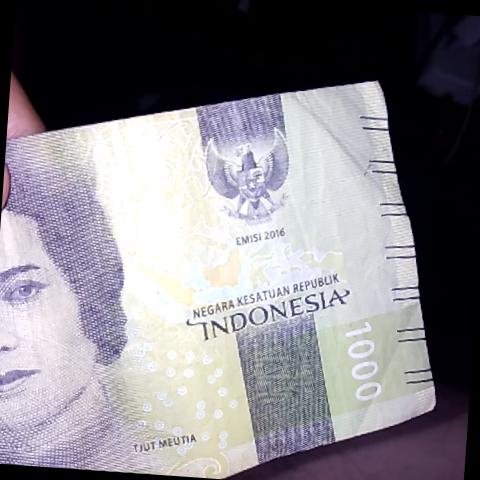 EMISI 2016
NEGARA KESATUAN REPUBLIK
INDONESIA
1000
TJUT MEUTIA